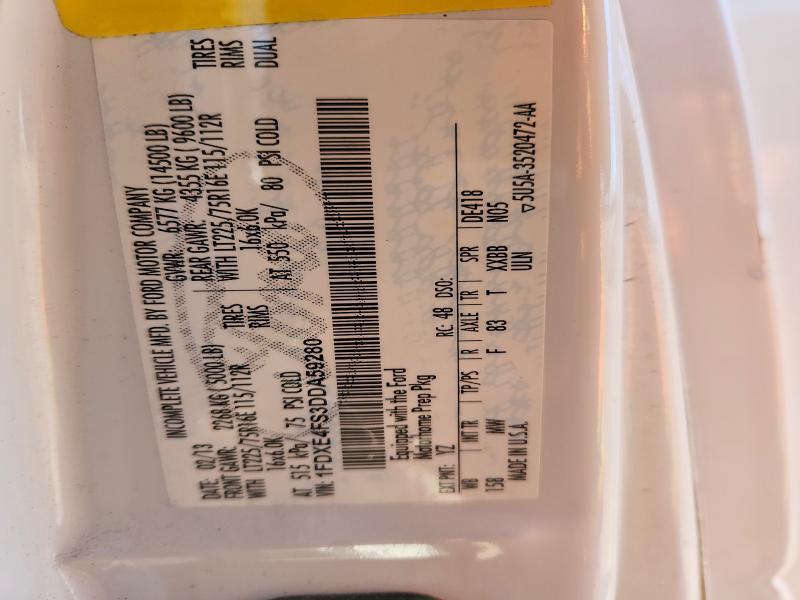 INCOMPLETE VEHICLE MFD. BY FORD MOTOR COMPANY
DATE: 02/13 GVWR: 6577 KG (14500 LB)
FRONT GAWR: 2268 KG (5000 LB) REAR GAWR: 4355 KG (9600 LB)
WITH LT225/75R16E 115/112R TIRES WITH LT225/75R16E 115/112R TIRES
16x6.0K RIMS 16x6.0K RIMS
AT 515 kPa/ 75 PSI COLD AT 550 kPa/ 80 PSI COLD DUAL
VIN: 1FDXE4FS3DDA59280
Equipped with the Ford
Motorhome Prep Pkg
EXT PNT: YZ RC: 48 DSO:
WB INT TR TP/PS R AXLE TR SPR DE418
158 MW F 83 T XXBB N05
MADE IN U.S.A. ULN ▽5U5A-3520472-AA